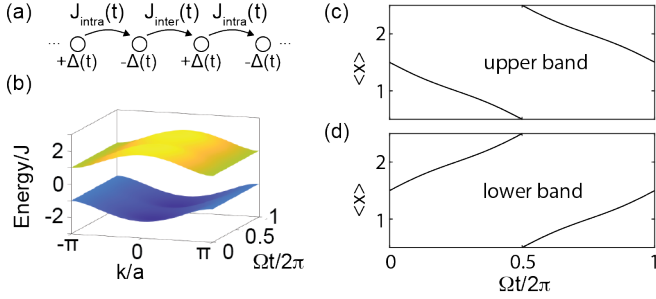 (a)
J_intra(t) J_inter(t) J_intra(t)
... ...
+Δ(t) -Δ(t) +Δ(t) -Δ(t)
(b)
Energy/J
2
0
-2
-π 0 π
k/a
0 0.5 1
Ωt/2π
(c)
<x>
2
1
upper band
(d)
<x>
2
1
lower band
0 0.5 1
Ωt/2π